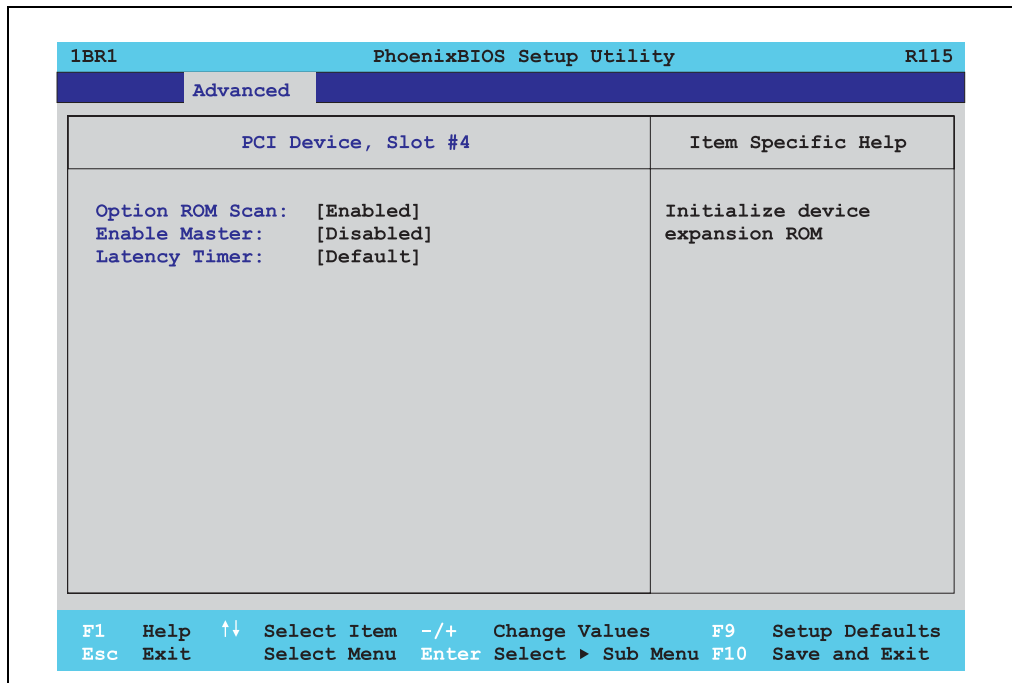 1BR1 PhoenixBIOS Setup Utility R115
Advanced
PCI Device, Slot #4 Item Specific Help
Option ROM Scan: [Enabled] Initialize device
Enable Master: [Disabled] expansion ROM
Latency Timer: [Default]
F1 Help ↑↓ Select Item -/+ Change Values F9 Setup Defaults
Esc Exit Select Menu Enter Select ▶ Sub Menu F10 Save and Exit